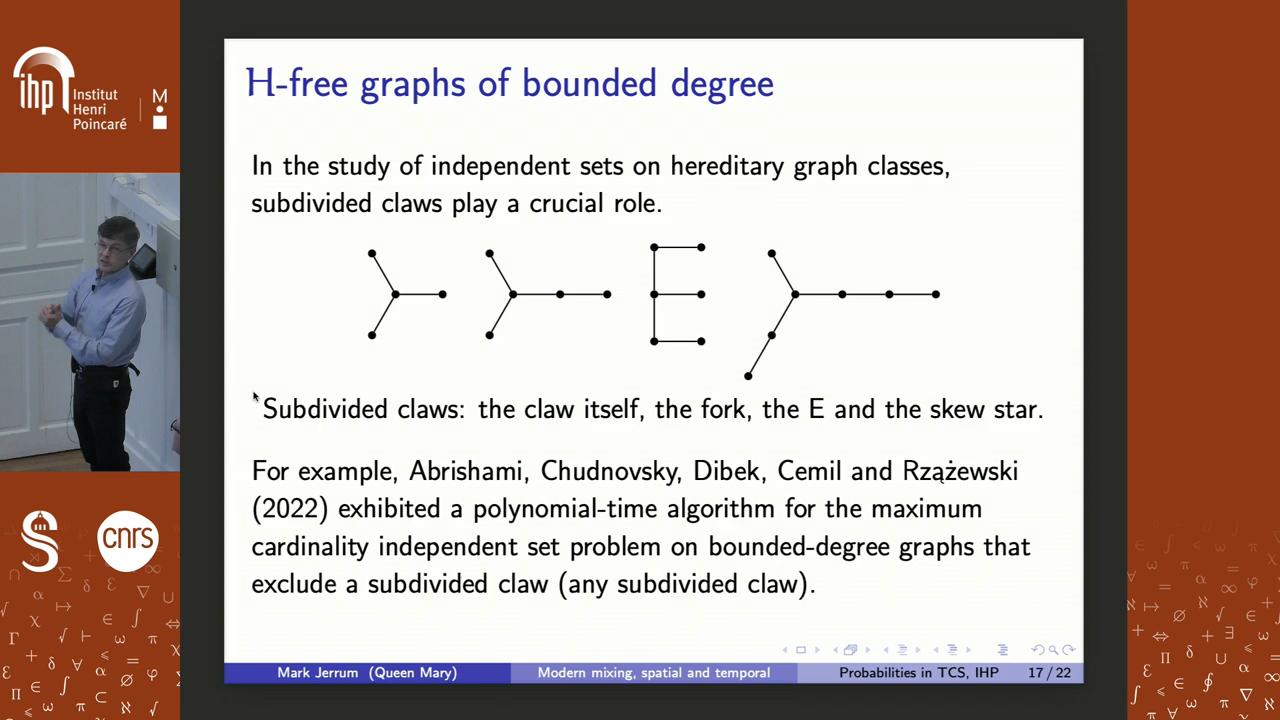 ihp
Institut
Henri
Poincaré
M
H-free graphs of bounded degree
In the study of independent sets on hereditary graph classes,
subdivided claws play a crucial role.
Subdivided claws: the claw itself, the fork, the E and the skew star.
For example, Abrishami, Chudnovsky, Dibek, Cemil and Rzążewski
(2022) exhibited a polynomial-time algorithm for the maximum
cardinality independent set problem on bounded-degree graphs that
exclude a subdivided claw (any subdivided claw).
Mark Jerrum (Queen Mary) Modern mixing, spatial and temporal Probabilities in TCS, IHP 17 / 22
S
cnrs